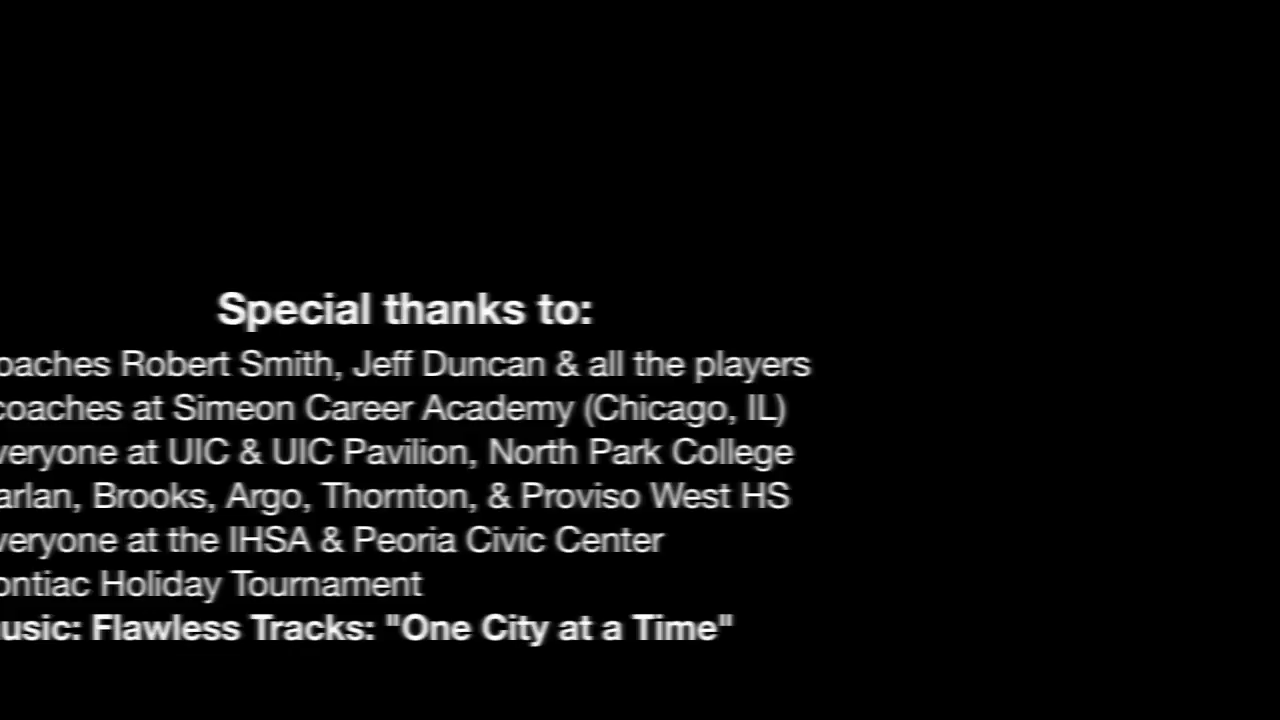 Special thanks to:
oaches Robert Smith, Jeff Duncan & all the players
coaches at Simeon Career Academy (Chicago, IL)
veryone at UIC & UIC Pavilion, North Park College
arlan, Brooks, Argo, Thornton, & Proviso West HS
veryone at the IHSA & Peoria Civic Center
ontiac Holiday Tournament
usic: Flawless Tracks: "One City at a Time"